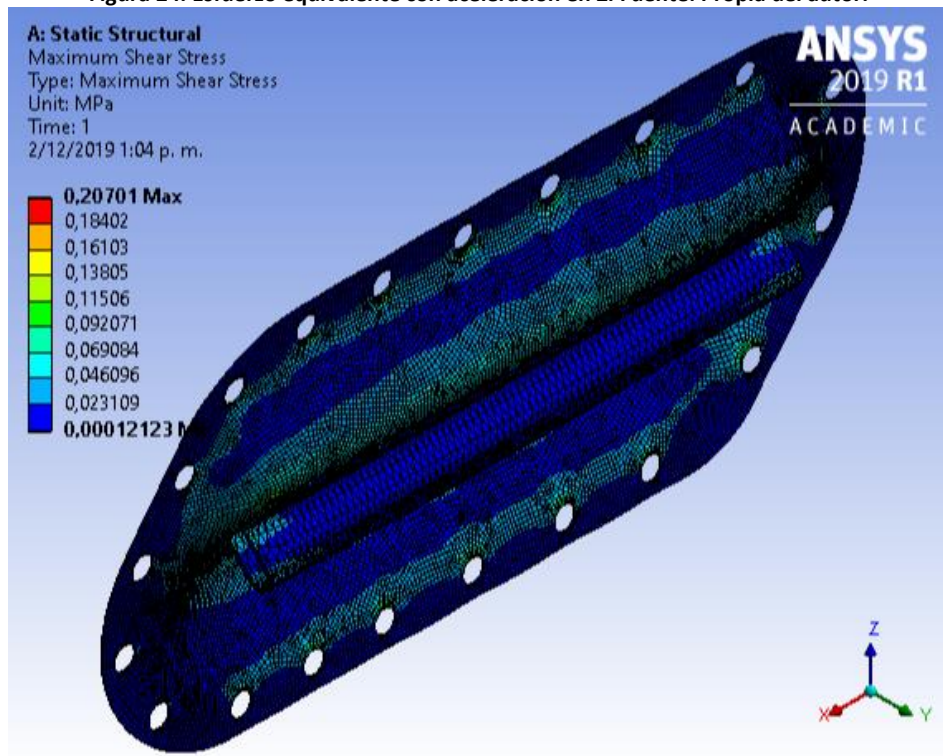 A: Static Structural
Maximum Shear Stress
Type: Maximum Shear Stress
Unit: MPa
Time: 1
2/12/2019 1:04 p. m.
ANSYS
2019 R1
ACADEMIC
0,20701 Max
0,18402
0,16103
0,13805
0,11506
0,092071
0,069084
0,046096
0,023109
0,00012123 M
Z
X
Y